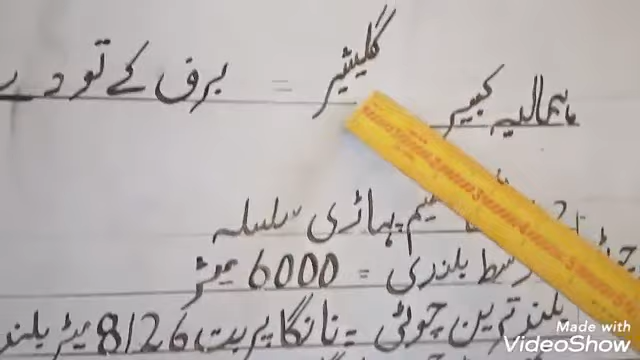 ہمالیہ کبیر
گلیشیر = برف کے تودے
عظیم پہاڑی سلسلہ
اوسط بلندی = 6000 میٹر
بلند ترین چوٹی = نانگا پربت 8126 میٹر بلند
Made with
VideoShow